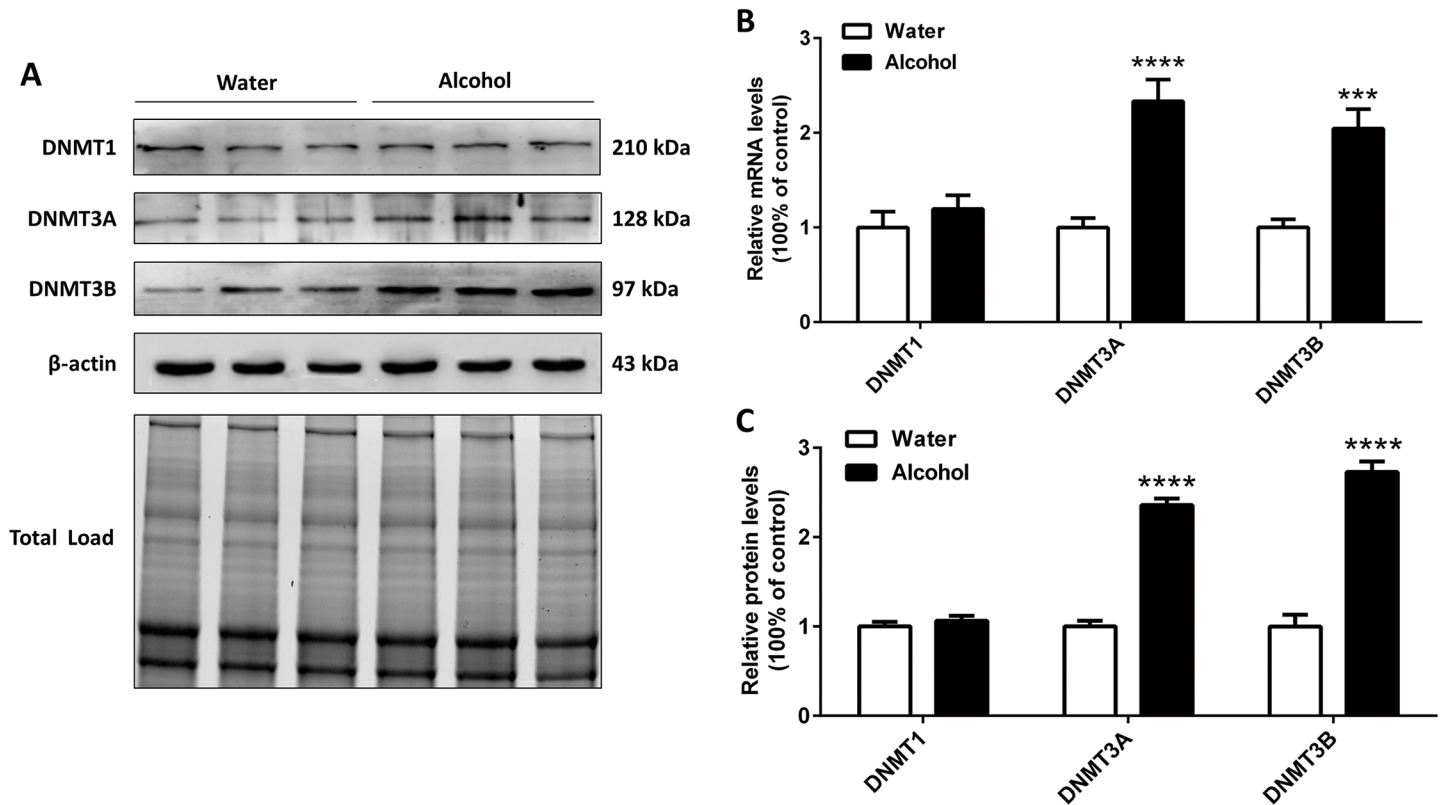 A
Water Alcohol
DNMT1 210 kDa
DNMT3A 128 kDa
DNMT3B 97 kDa
β-actin 43 kDa
Total Load
B
Water
Alcohol
Relative mRNA levels
(100% of control)
3
2
1
0
****
***
DNMT1 DNMT3A DNMT3B
C
Water
Alcohol
Relative protein levels
(100% of control)
3
2
1
0
****
****
DNMT1 DNMT3A DNMT3B